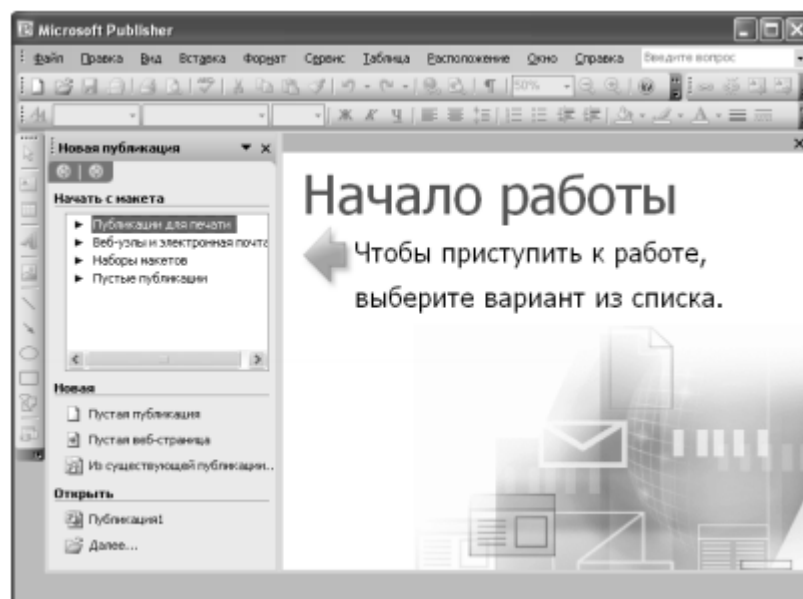 Microsoft Publisher
Файл Правка Вид Вставка Формат Сервис Таблица Расположение Окно Справка Введите вопрос
50%
Ж К Ч
Новая публикация
Начать с макета
Публикации для печати
Веб-узлы и электронная почта
Наборы макетов
Пустые публикации
Новая
Пустая публикация
Пустая веб-страница
Из существующей публикации...
Открыть
Публикация1
Далее...
Начало работы
Чтобы приступить к работе,
выберите вариант из списка.